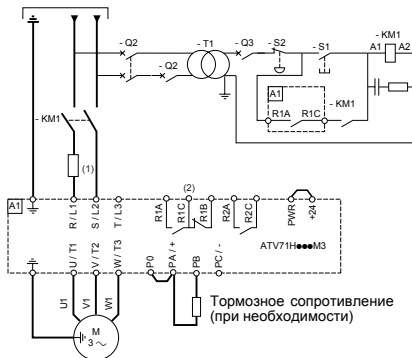 - Q2
- T1
- Q3
- S2
- S1
- KM1
A1 A2
- Q2
A1
- KM1
R1A R1C
- KM1
(1)
(2)
A1
R / L1
S / L2
T / L3
R1A
R1C
R1B
R2A
R2C
PWR
+24
ATV71H●●●M3
U / T1
V / T2
W / T3
P0
PA / +
PB
PC / -
U1
V1
W1
M
3 ~
Тормозное сопротивление
(при необходимости)